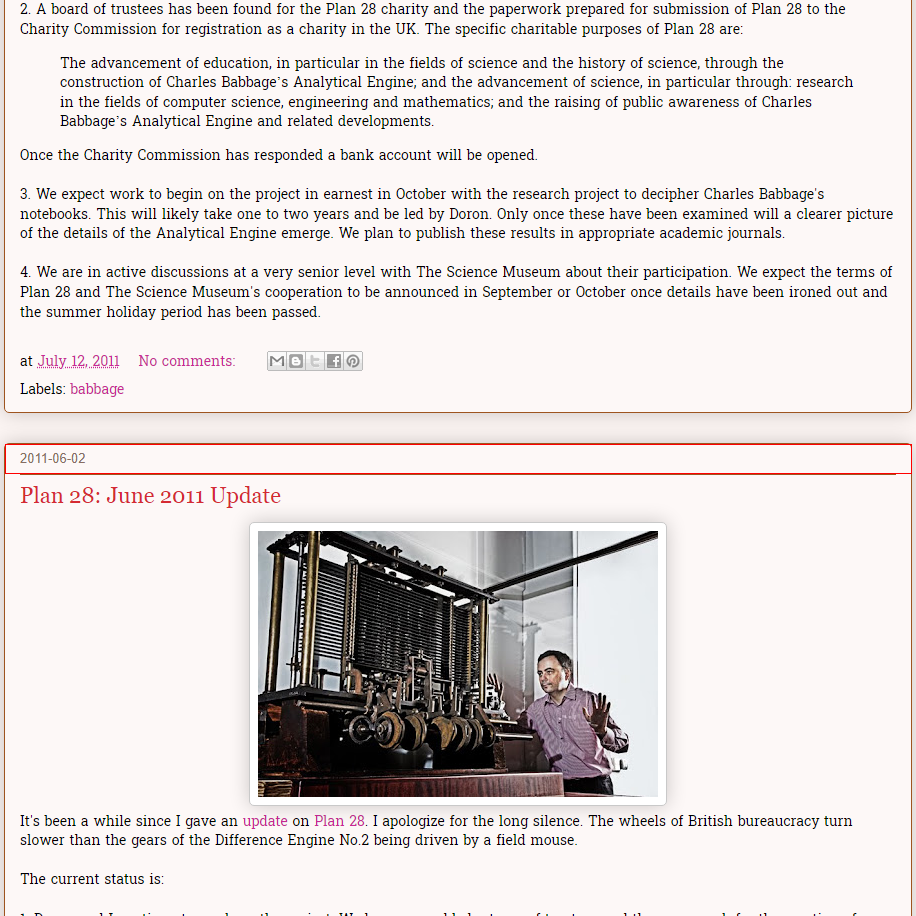 2. A board of trustees has been found for the Plan 28 charity and the paperwork prepared for submission of Plan 28 to the
Charity Commission for registration as a charity in the UK. The specific charitable purposes of Plan 28 are:
The advancement of education, in particular in the fields of science and the history of science, through the
construction of Charles Babbage's Analytical Engine; and the advancement of science, in particular through: research
in the fields of computer science, engineering and mathematics; and the raising of public awareness of Charles
Babbage's Analytical Engine and related developments.
Once the Charity Commission has responded a bank account will be opened.
3. We expect work to begin on the project in earnest in October with the research project to decipher Charles Babbage's
notebooks. This will likely take one to two years and be led by Doron. Only once these have been examined will a clearer picture
of the details of the Analytical Engine emerge. We plan to publish these results in appropriate academic journals.
4. We are in active discussions at a very senior level with The Science Museum about their participation. We expect the terms of
Plan 28 and The Science Museum's cooperation to be announced in September or October once details have been ironed out and
the summer holiday period has been passed.
at July 12, 2011 No comments:
Labels: babbage
2011-06-02
Plan 28: June 2011 Update
It's been a while since I gave an update on Plan 28. I apologize for the long silence. The wheels of British bureaucracy turn
slower than the gears of the Difference Engine No.2 being driven by a field mouse.
The current status is: